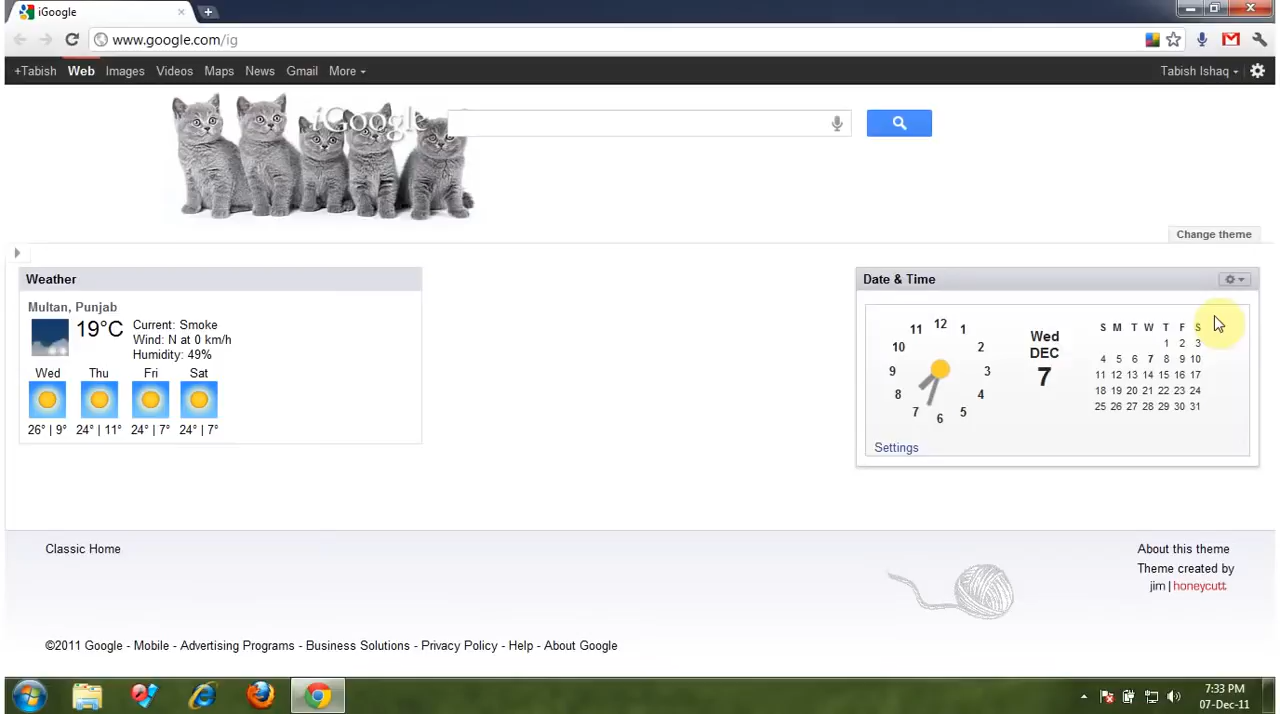 iGoogle
www.google.com/ig
+Tabish Web Images Videos Maps News Gmail More Tabish Ishaq
iGoogle
Change theme
Weather
Multan, Punjab
19°C
Current: Smoke
Wind: N at 0 km/h
Humidity: 49%
Wed Thu Fri Sat
26° | 9° 24° | 11° 24° | 7° 24° | 7°
Date & Time
12 1 2 3 4 5 6 7 8 9 10 11
Wed
DEC
7
S M T W T F S
1 2 3
4 5 6 7 8 9 10
11 12 13 14 15 16 17
18 19 20 21 22 23 24
25 26 27 28 29 30 31
Settings
Classic Home
About this theme
Theme created by
jim | honeycutt
©2011 Google - Mobile - Advertising Programs - Business Solutions - Privacy Policy - Help - About Google
7:33 PM
07-Dec-11